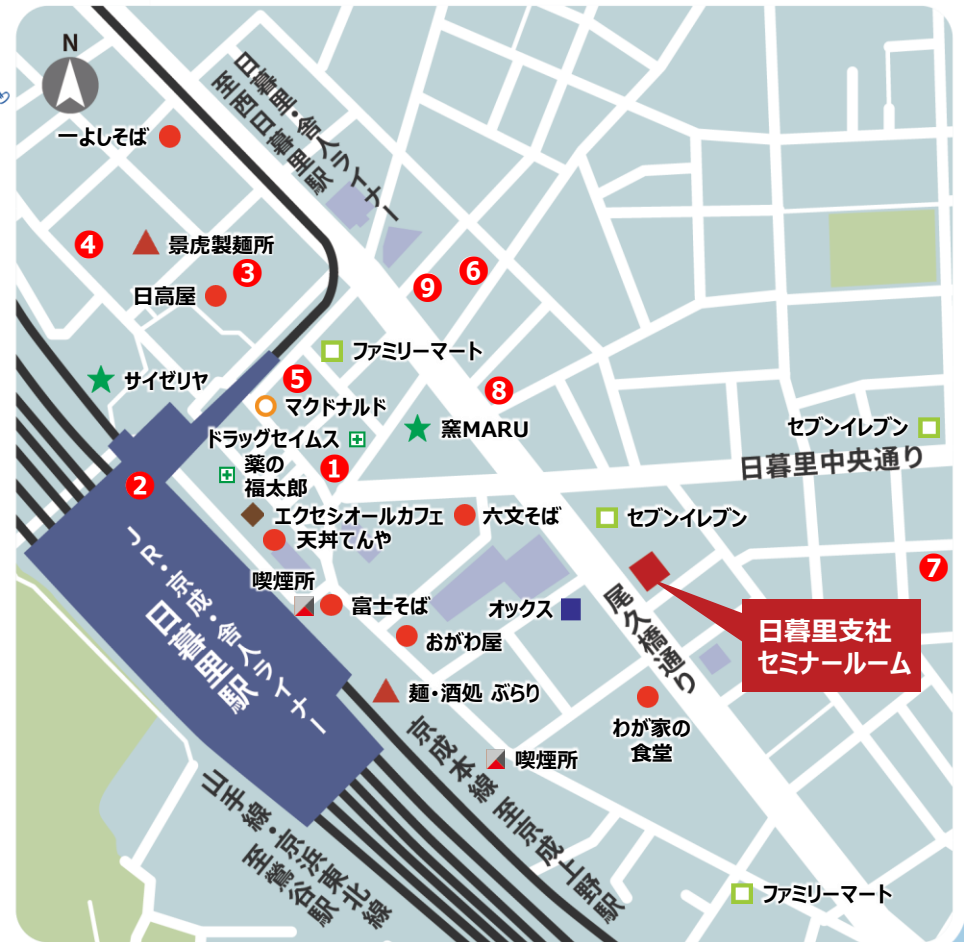 N
日暮里・舎人ライナー
至西日暮里駅
一よしそば
❹
景虎製麺所
❸
日高屋
❾
❻
ファミリーマート
サイゼリヤ
❺
マクドナルド
❽
窯MARU
ドラッグセイムス
セブンイレブン
日暮里中央通り
❶
薬の
福太郎
❷
エクセシオールカフェ
六文そば
セブンイレブン
天丼てんや
❼
喫煙所
富士そば
オックス
尾久橋通り
日暮里支社
セミナールーム
おがわ屋
JR・京成・舎人ライナー
日暮里駅
麺・酒処 ぶらり
わが家の
食堂
京成本線 至京成上野駅
喫煙所
山手線・京浜東北線
至鶯谷駅
ファミリーマート